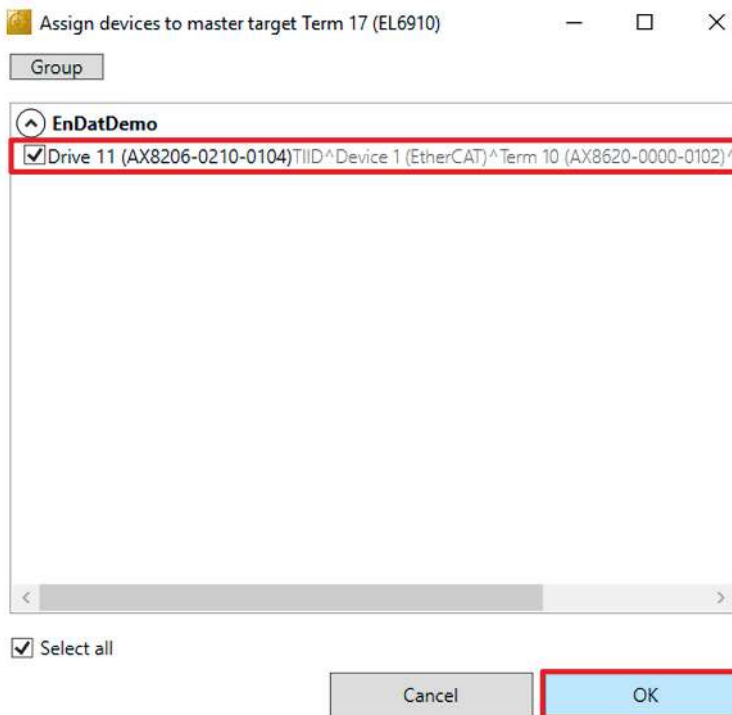 Assign devices to master target Term 17 (EL6910)
Group
EnDatDemo
Drive 11 (AX8206-0210-0104)TIID^Device 1 (EtherCAT)^Term 10 (AX8620-0000-0102)^
Select all
Cancel
OK